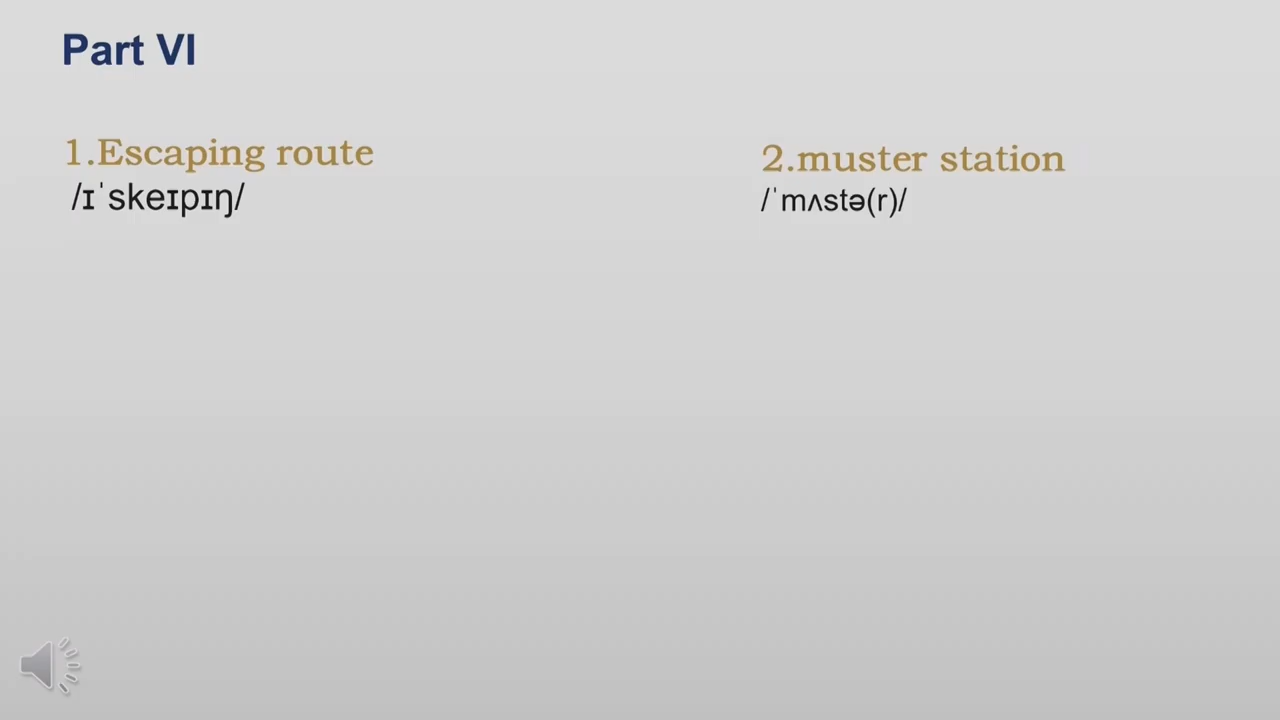 Part VI
1.Escaping route
/ɪˈskeɪpɪŋ/
2.muster station
/ˈmʌstə(r)/